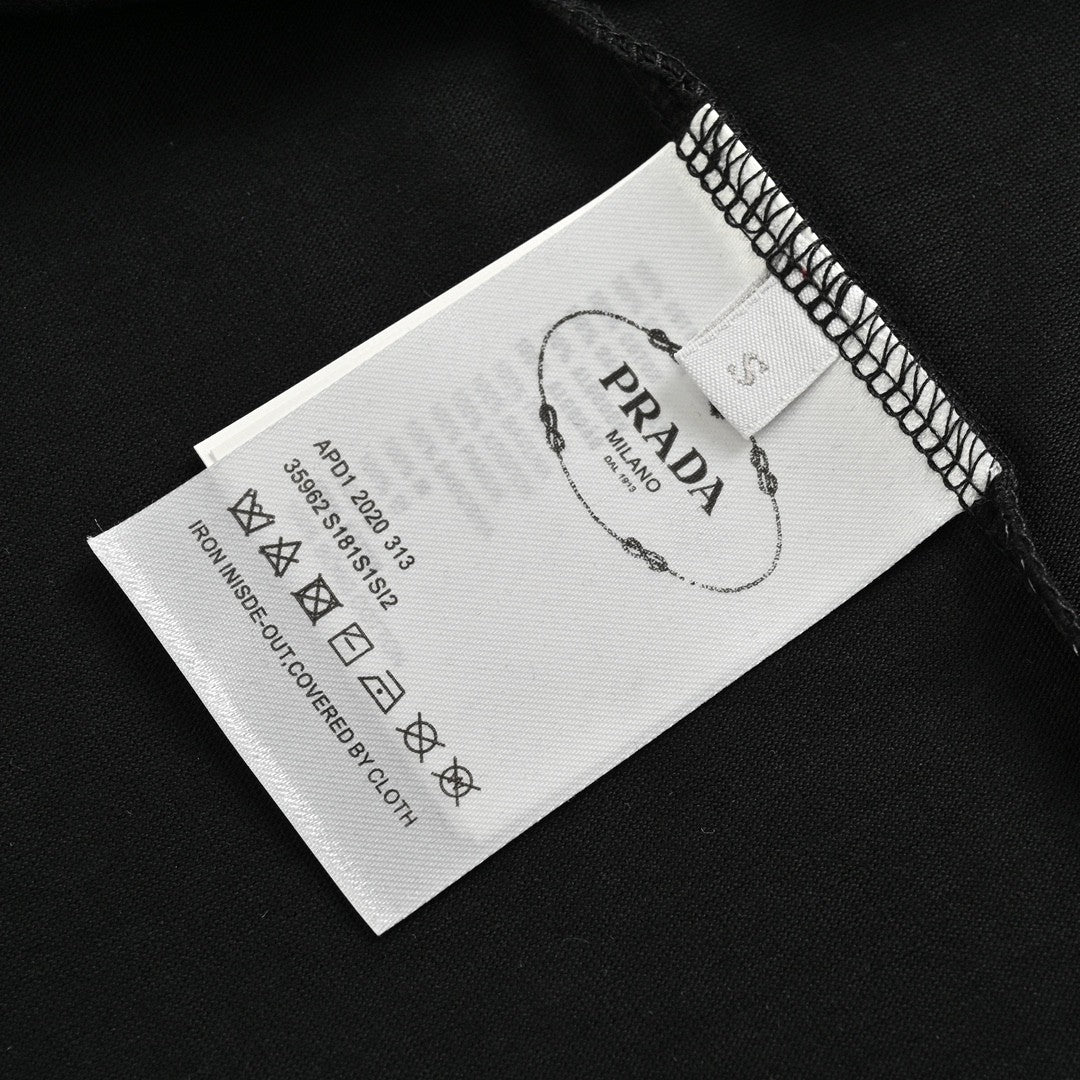 S
PRADA
MILANO
DAL 1913
APD1 2020 313
35962 S181S1SI2
IRON INISDE-OUT,COVERED BY CLOTH